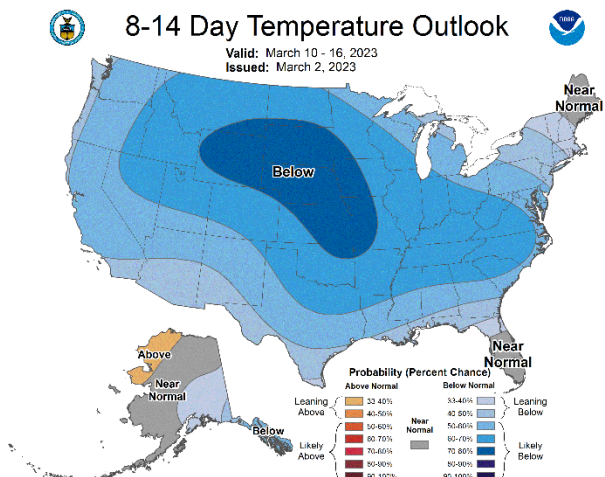 8-14 Day Temperature Outlook
Valid: March 10 - 16, 2023
Issued: March 2, 2023
noaa
Near
Normal
Below
Near
Normal
Above
Near
Normal
Below
Probability (Percent Chance)
Above Normal
Below Normal
Leaning
Above
33-40%
40-50%
Likely
Above
50-60%
60-70%
70-80%
80-90%
90-100%
Near
Normal
33-40%
40-50%
Leaning
Below
50-60%
60-70%
70-80%
80-90%
90-100%
Likely
Below